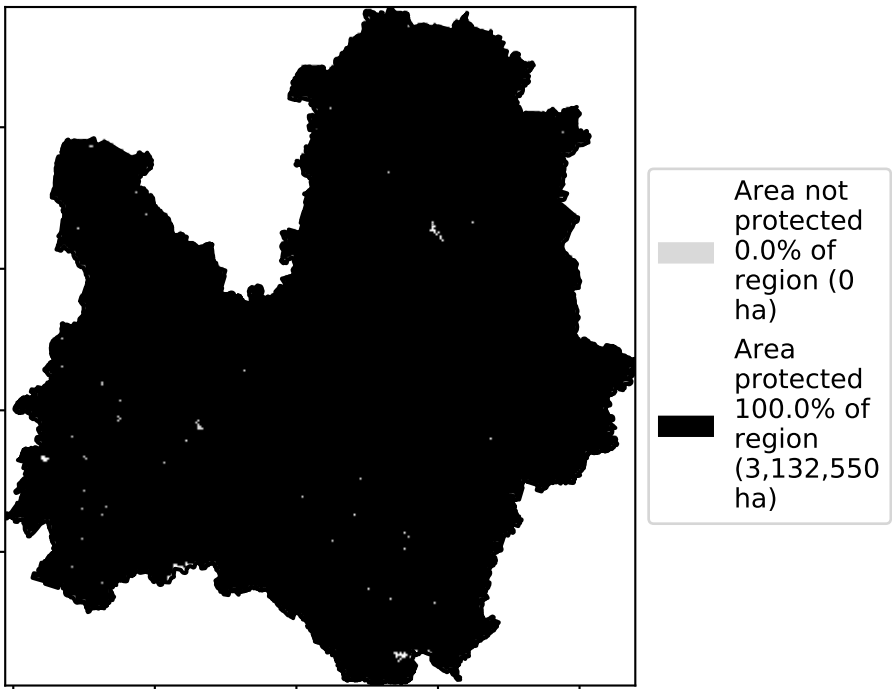 Area not
protected
0.0% of
region (0
ha)
Area
protected
100.0% of
region
(3,132,550
ha)